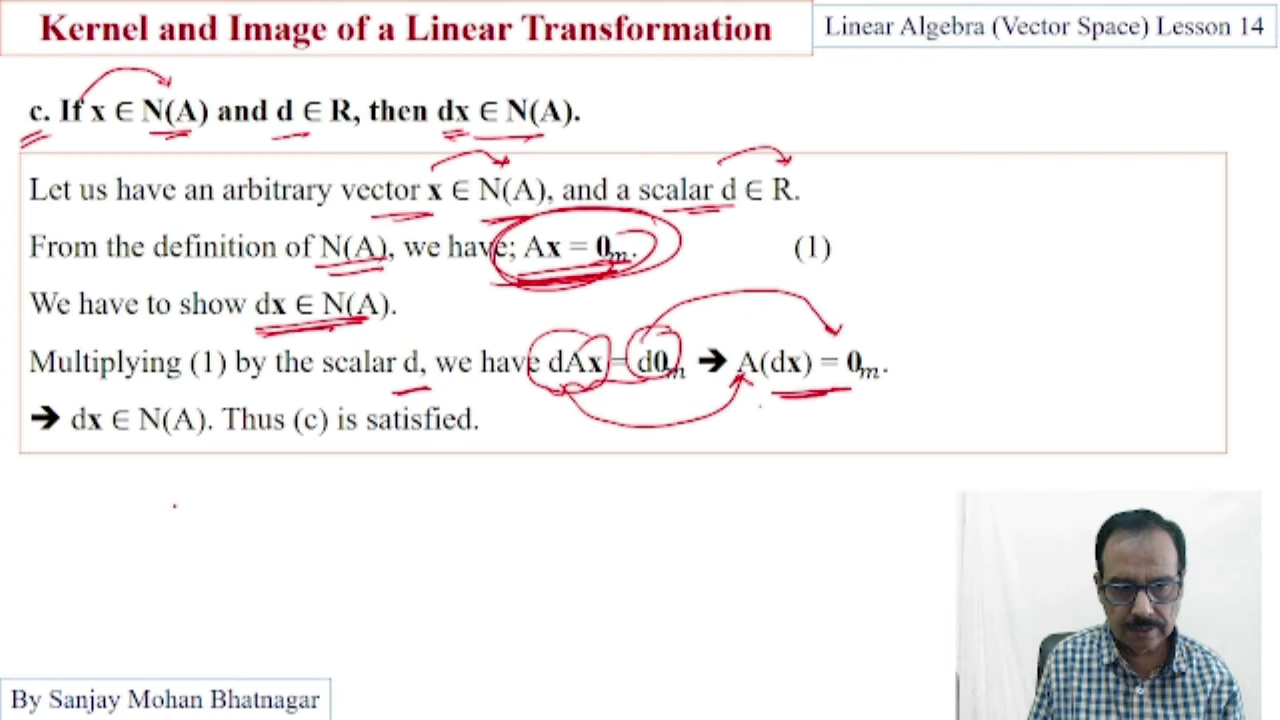 Kernel and Image of a Linear Transformation
Linear Algebra (Vector Space) Lesson 14
c. If x ∈ N(A) and d ∈ R, then dx ∈ N(A).
Let us have an arbitrary vector x ∈ N(A), and a scalar d ∈ R.
From the definition of N(A), we have; Ax = 0ₘ. (1)
We have to show dx ∈ N(A).
Multiplying (1) by the scalar d, we have dAx = d0ₘ ➔ A(dx) = 0ₘ.
➔ dx ∈ N(A). Thus (c) is satisfied.
By Sanjay Mohan Bhatnagar